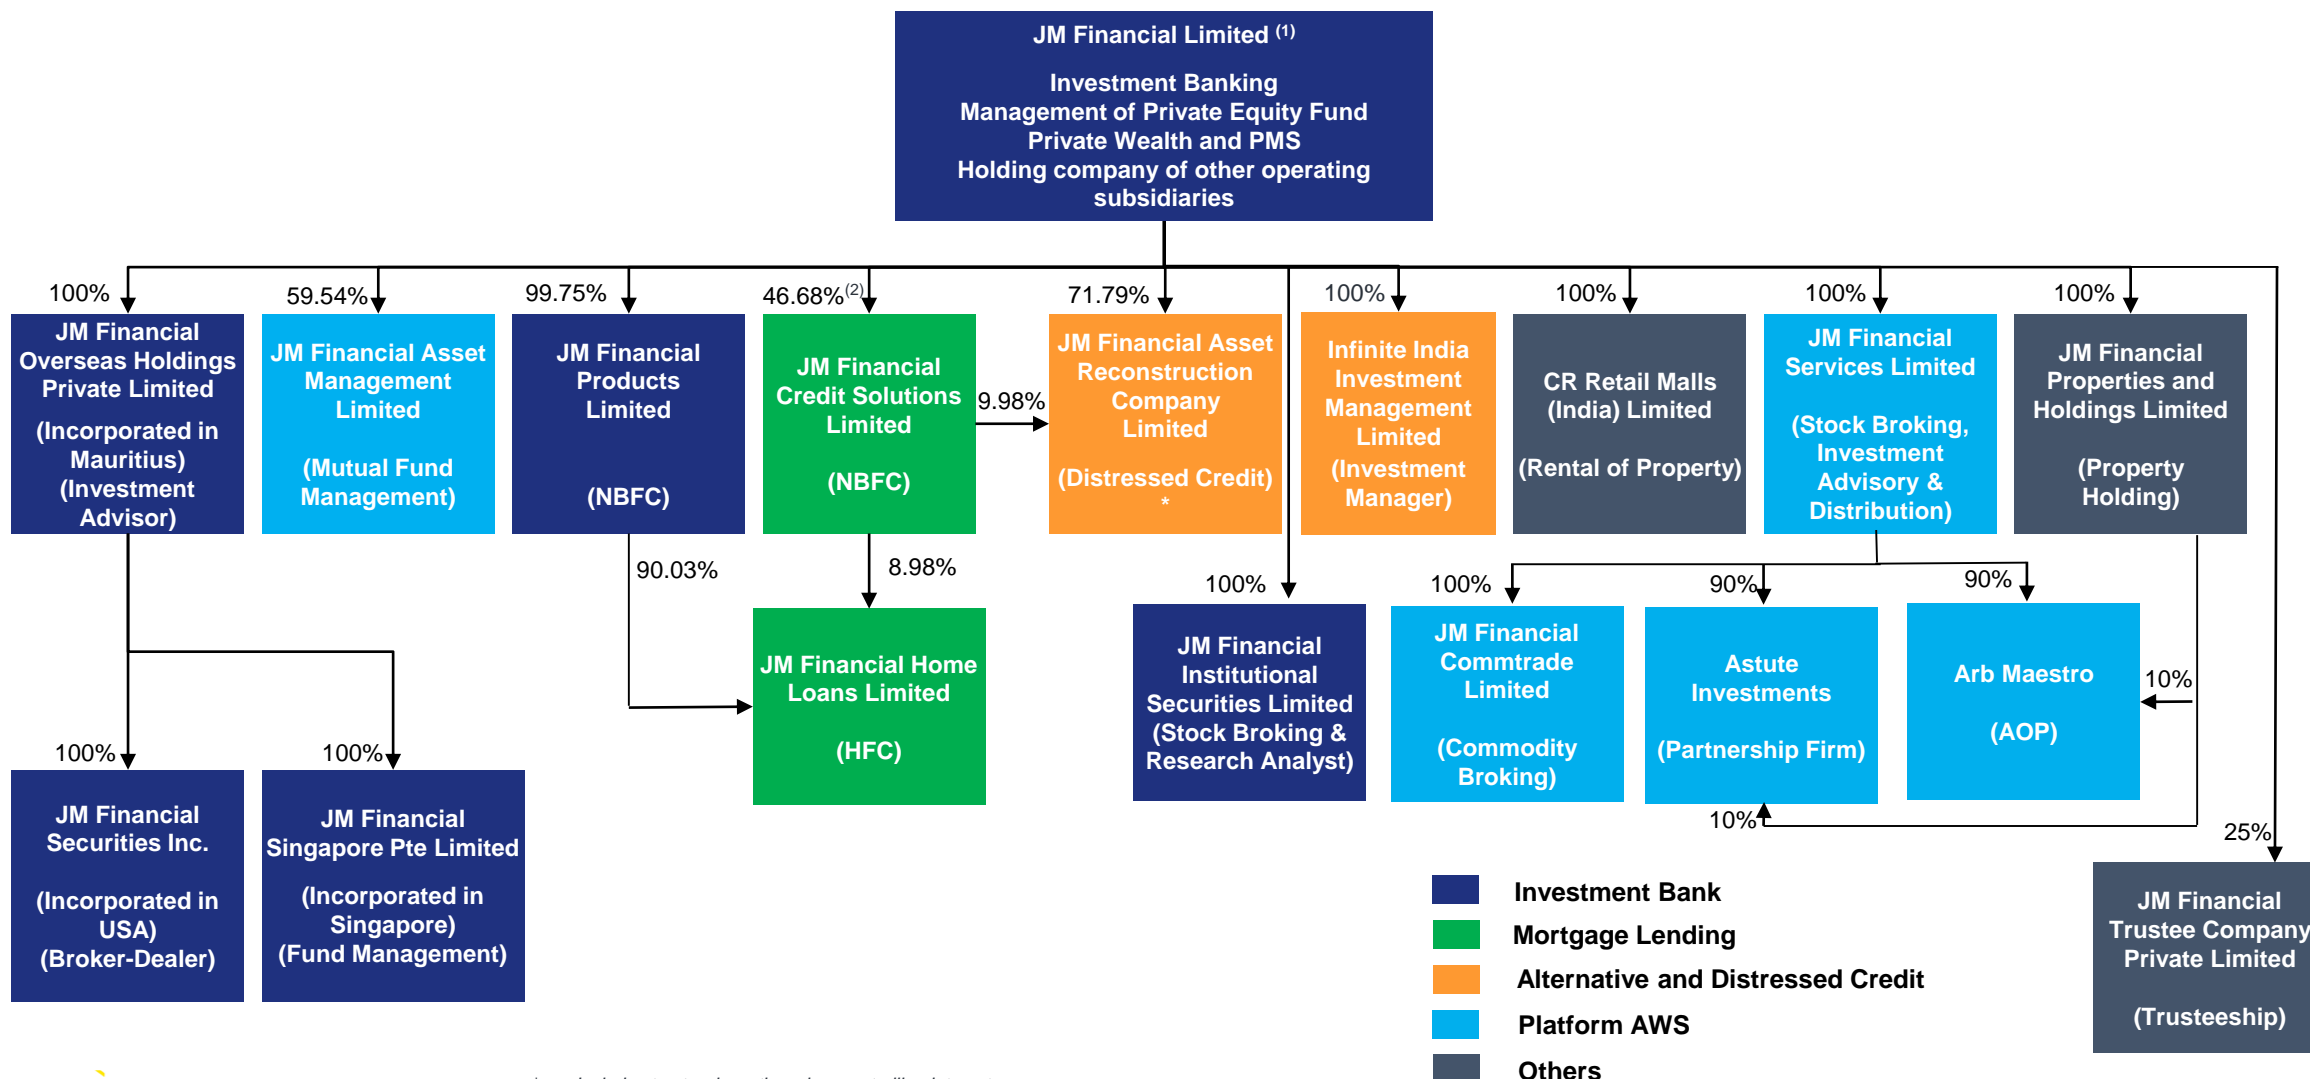 JM Financial Limited (1)
Investment Banking
Management of Private Equity Fund
Private Wealth and PMS
Holding company of other operating
subsidiaries
100%
59.54%
99.75%
46.68%(2)
71.79%
100%
100%
100%
100%
JM Financial
Overseas Holdings
Private Limited
(Incorporated in
Mauritius)
(Investment
Advisor)
JM Financial Asset
Management
Limited
(Mutual Fund
Management)
JM Financial
Products
Limited
(NBFC)
JM Financial
Credit Solutions
Limited
(NBFC)
9.98%
JM Financial Asset
Reconstruction
Company
Limited
(Distressed Credit)
*
Infinite India
Investment
Management
Limited
(Investment
Manager)
CR Retail Malls
(India) Limited
(Rental of Property)
JM Financial
Services Limited
(Stock Broking,
Investment
Advisory &
Distribution)
JM Financial
Properties and
Holdings Limited
(Property
Holding)
90.03%
8.98%
100%
100%
90%
90%
JM Financial Home
Loans Limited
(HFC)
JM Financial
Institutional
Securities Limited
(Stock Broking &
Research Analyst)
JM Financial
Commtrade
Limited
(Commodity
Broking)
Astute
Investments
(Partnership Firm)
Arb Maestro
(AOP)
10%
10%
25%
100%
100%
JM Financial
Securities Inc.
(Incorporated in
USA)
(Broker-Dealer)
JM Financial
Singapore Pte Limited
(Incorporated in
Singapore)
(Fund Management)
JM Financial
Trustee Company
Private Limited
(Trusteeship)
Investment Bank
Mortgage Lending
Alternative and Distressed Credit
Platform AWS
Others